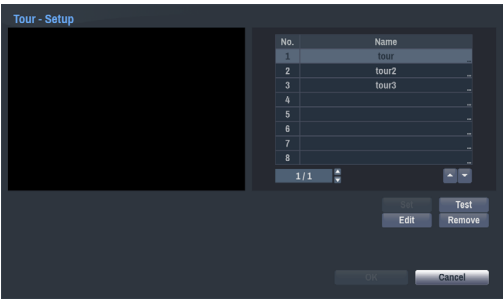 Tour - Setup
No. Name
1 tour ...
2 tour2 ...
3 tour3 ...
4 ...
5 ...
6 ...
7 ...
8 ...
1 / 1
Set Test
Edit Remove
OK Cancel